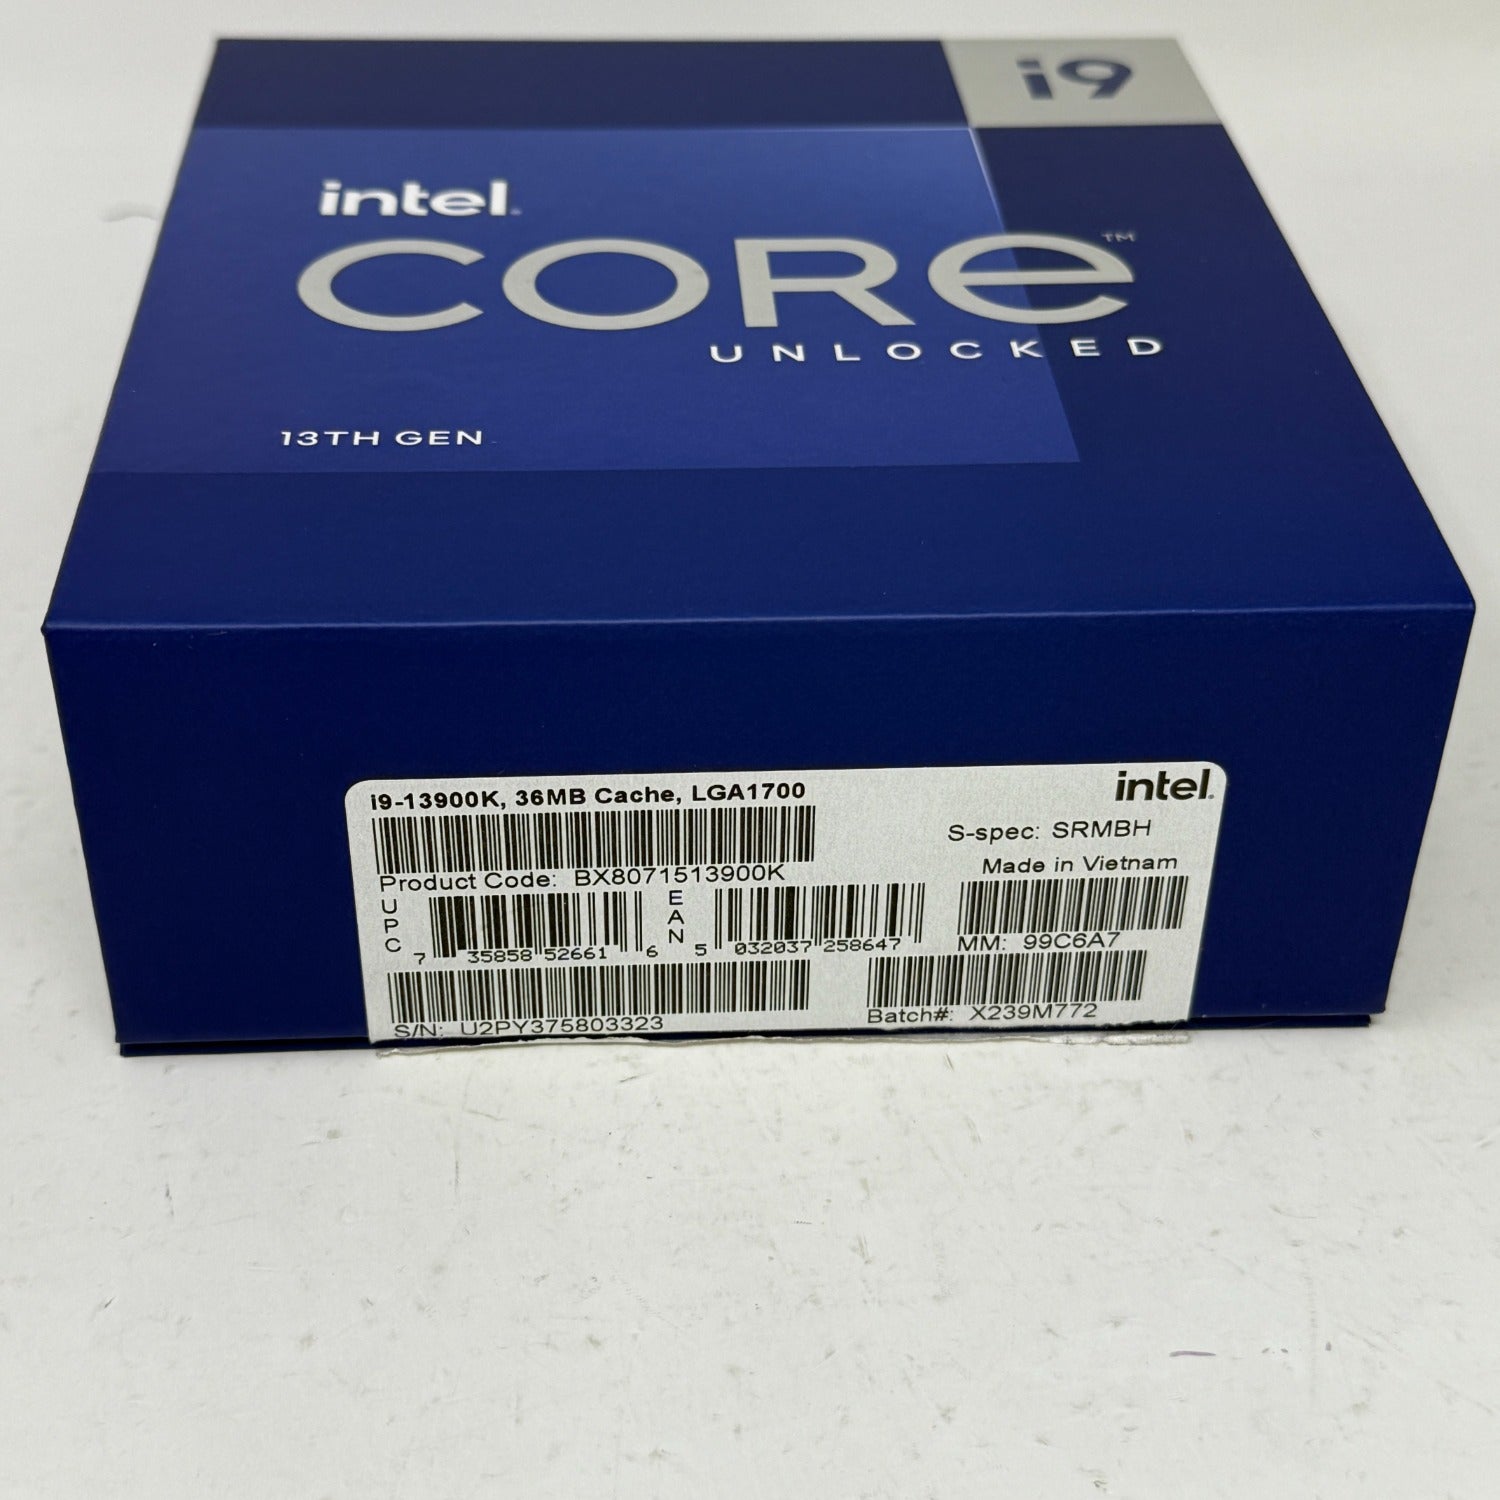 i9
intel.
CORE™
UNLOCKED
13TH GEN
i9-13900K, 36MB Cache, LGA1700
intel.
S-spec: SRMBH
Made in Vietnam
Product Code: BX8071513900K
UPC
7 35858 52661 6
EAN
5 032037 258647
MM: 99C6A7
S/N: U2PY375803323
Batch#: X239M772